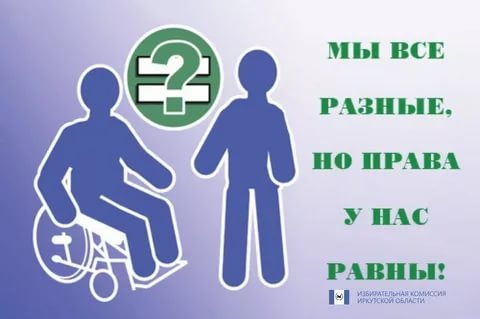 ?
МЫ ВСЕ
РАЗНЫЕ,
НО ПРАВА
У НАС
РАВНЫ!
ИЗБИРАТЕЛЬНАЯ КОМИССИЯ
ИРКУТСКОЙ ОБЛАСТИ